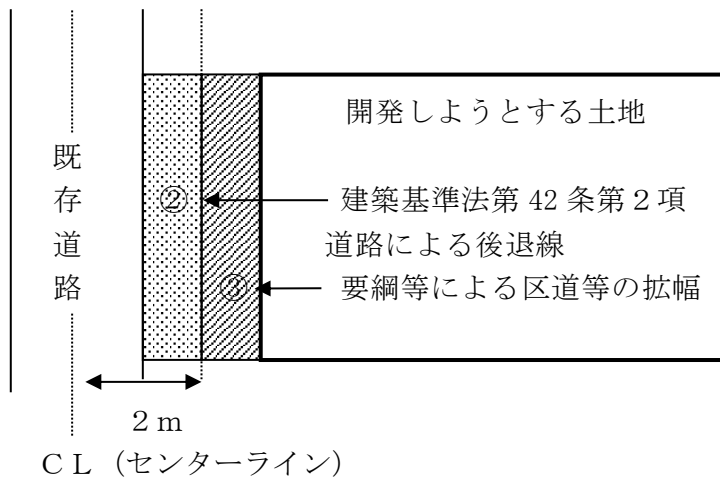 開発しようとする土地
既存道路
②
建築基準法第 42 条第 2 項
道路による後退線
③
要綱等による区道等の拡幅
2 m
CL (センターライン)